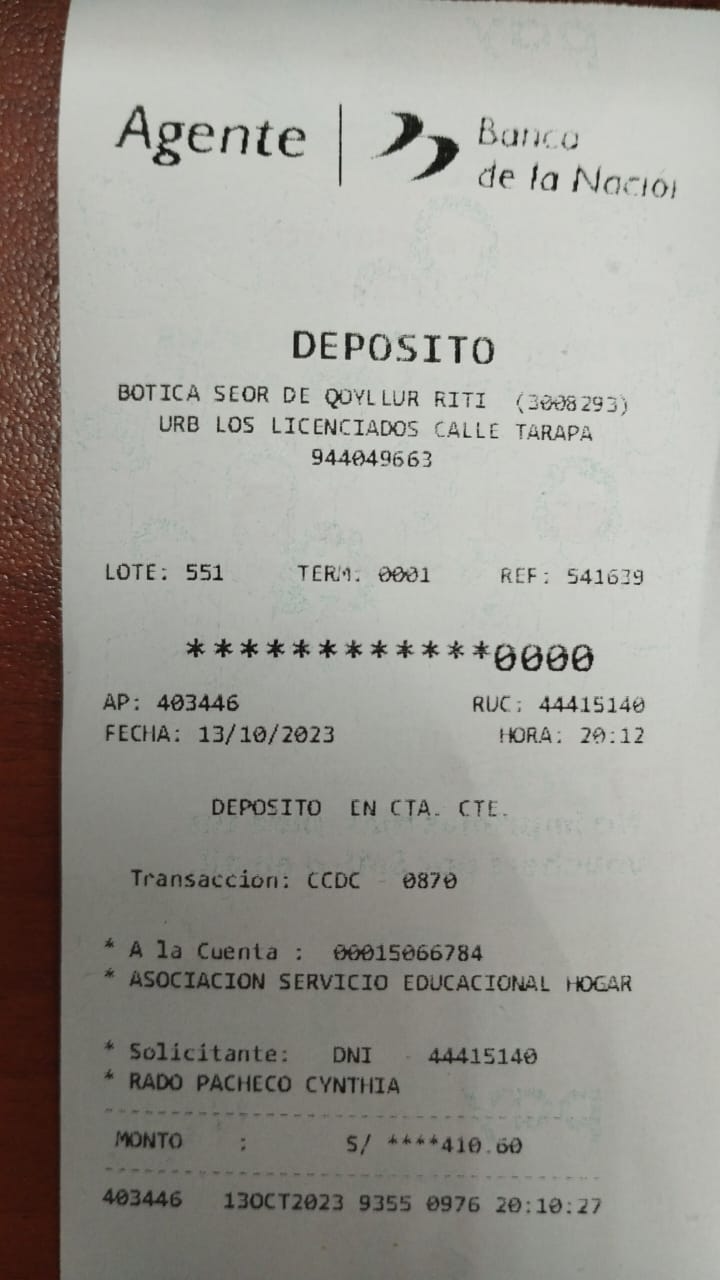 Agente | Banco
de la Nación
DEPOSITO
BOTICA SEOR DE QOYLLUR RITI (3008293)
URB LOS LICENCIADOS CALLE TARAPA
944049663
LOTE: 551 TERM: 0001 REF: 541639
************0000
AP: 403446 RUC: 44415140
FECHA: 13/10/2023 HORA: 20:12
DEPOSITO EN CTA. CTE.
Transaccion: CCDC - 0870
* A la Cuenta : 00015066784
* ASOCIACION SERVICIO EDUCACIONAL HOGAR
* Solicitante: DNI - 44415140
* RADO PACHECO CYNTHIA
MONTO : S/ ****410.60
403446 13OCT2023 9355 0976 20:10:27